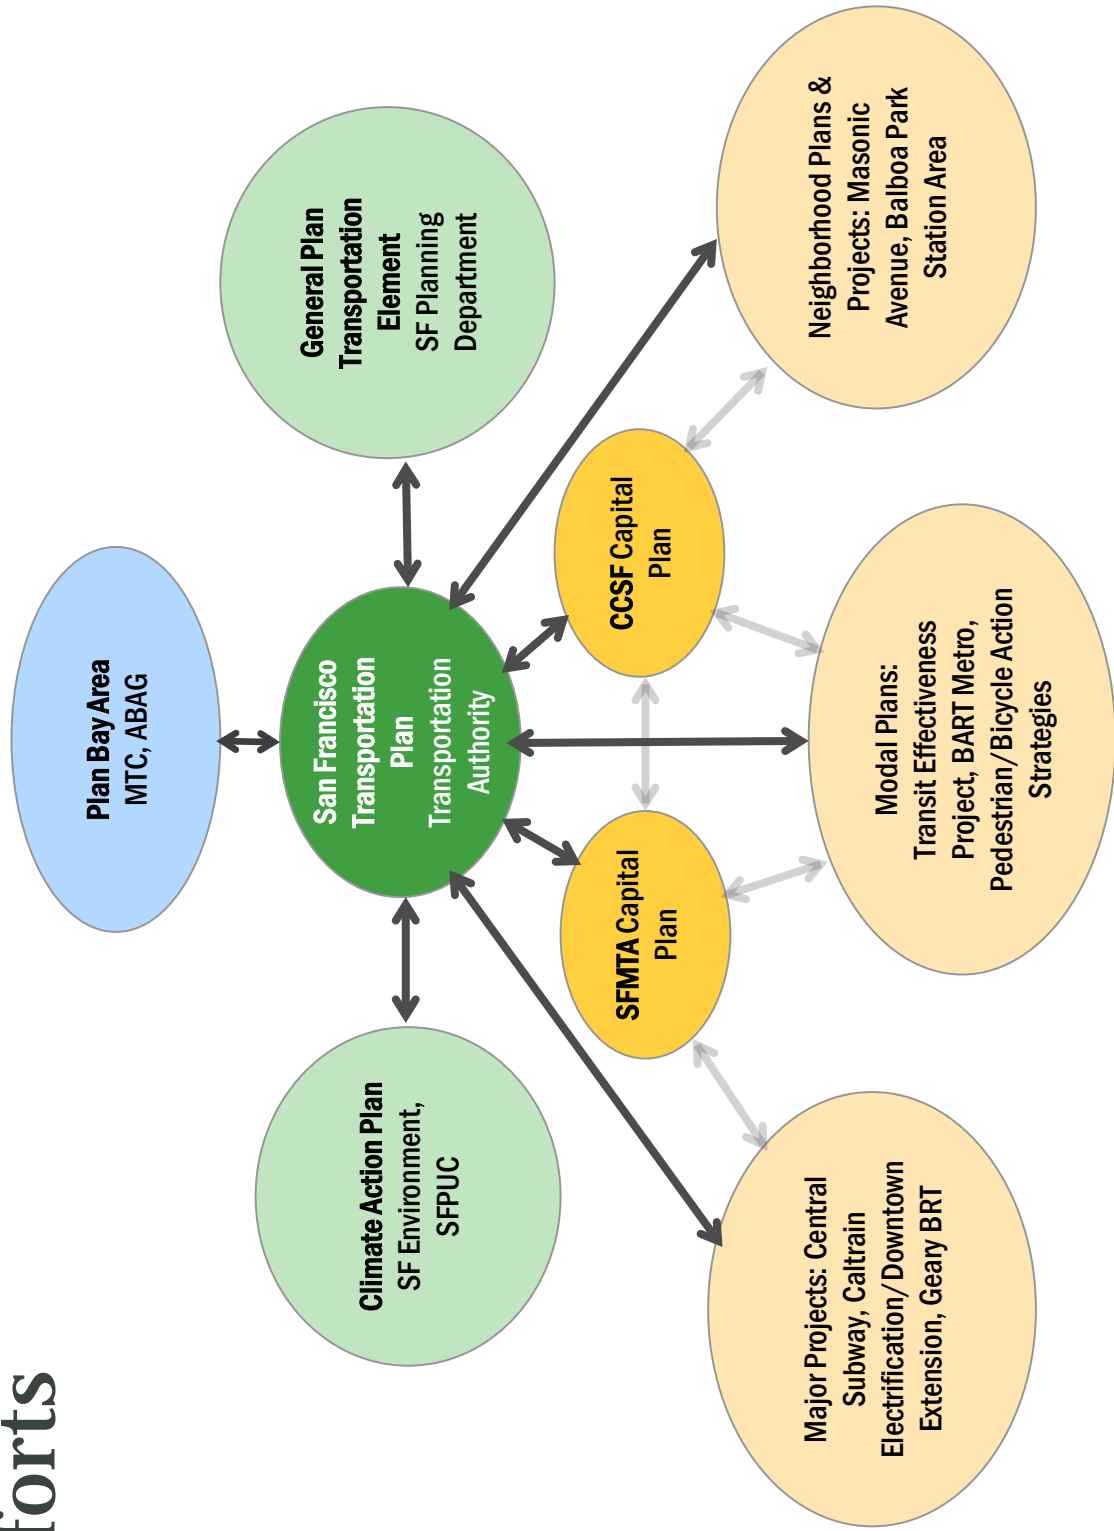 forts
Plan Bay Area
MTC, ABAG
Climate Action Plan
SF Environment,
SFPUC
San Francisco
Transportation
Plan
Transportation
Authority
General Plan
Transportation
Element
SF Planning
Department
SFMTA Capital
Plan
CCSF Capital
Plan
Major Projects: Central
Subway, Caltrain
Electrification/Downtown
Extension, Geary BRT
Modal Plans:
Transit Effectiveness
Project, BART Metro,
Pedestrian/Bicycle Action
Strategies
Neighborhood Plans &
Projects: Masonic
Avenue, Balboa Park
Station Area